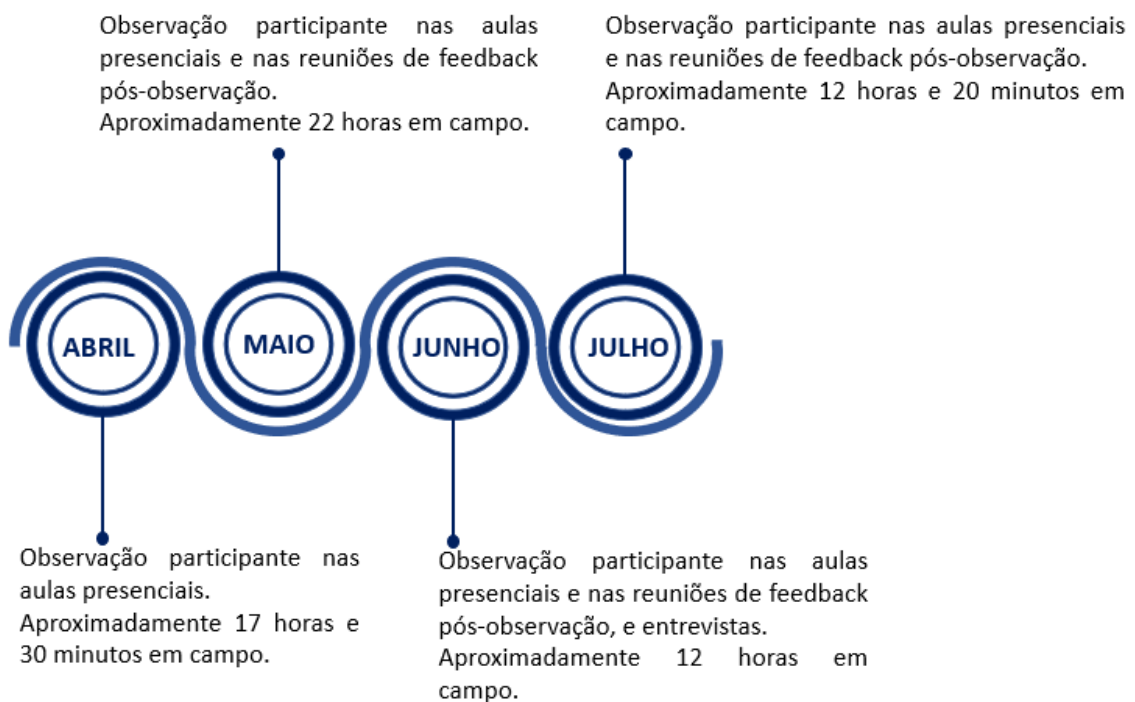 Observação participante nas aulas
presenciais e nas reuniões de feedback
pós-observação.
Aproximadamente 22 horas em campo.
Observação participante nas aulas presenciais
e nas reuniões de feedback pós-observação.
Aproximadamente 12 horas e 20 minutos em
campo.
ABRIL
MAIO
JUNHO
JULHO
Observação participante nas
aulas presenciais.
Aproximadamente 17 horas e
30 minutos em campo.
Observação participante nas aulas
presenciais e nas reuniões de feedback
pós-observação, e entrevistas.
Aproximadamente 12 horas em
campo.